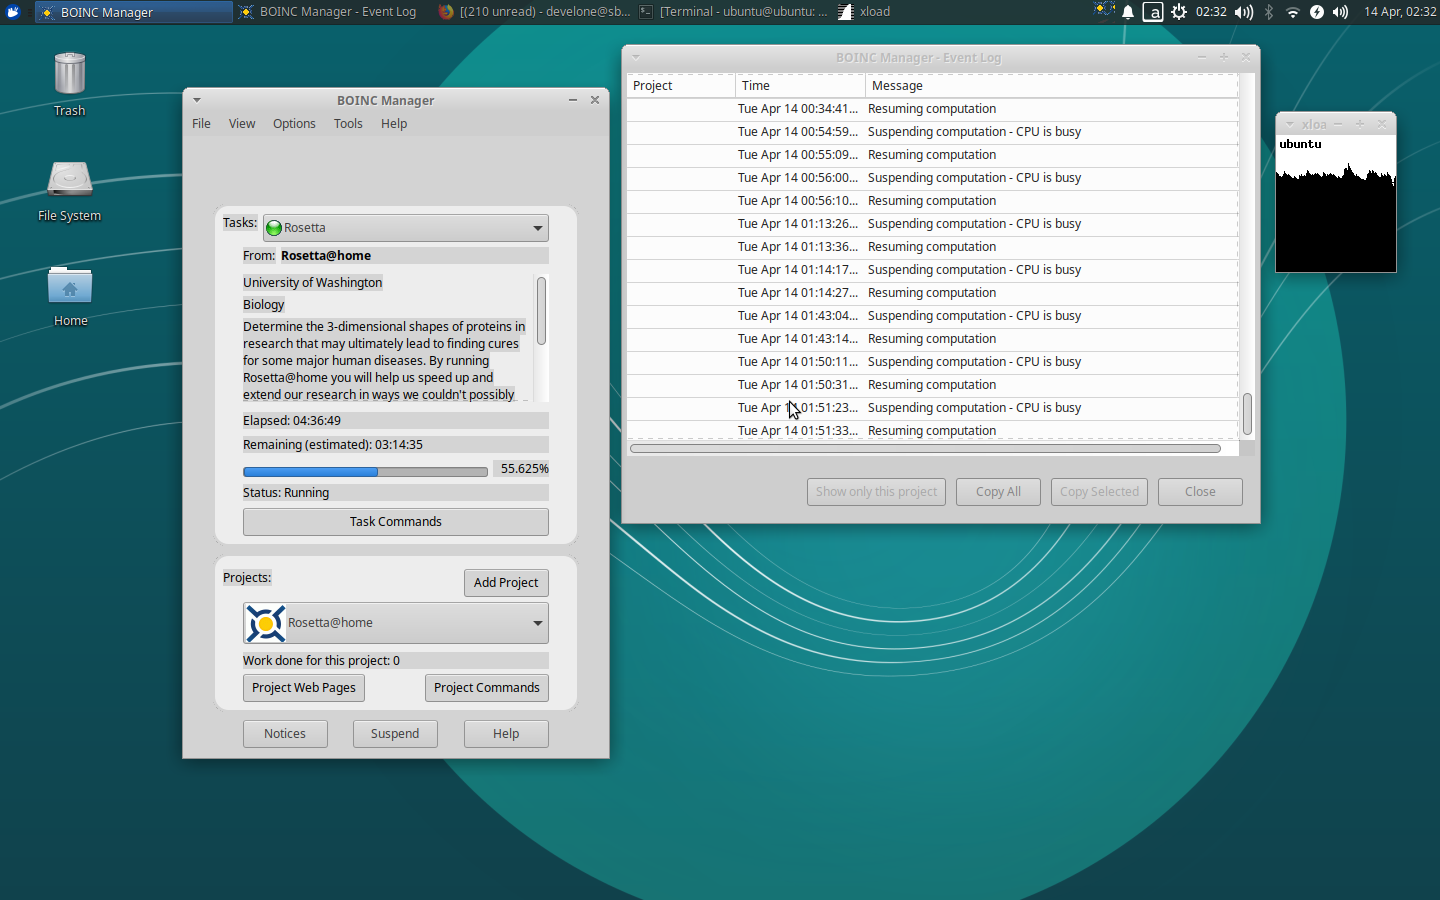 BOINC Manager
BOINC Manager - Event Log
[(210 unread) - develone@sb...
[Terminal - ubuntu@ubuntu: ...
xload
a
02:32
14 Apr, 02:32
Trash
File System
Home
BOINC Manager
File View Options Tools Help
Tasks: Rosetta
From: Rosetta@home
University of Washington
Biology
Determine the 3-dimensional shapes of proteins in
research that may ultimately lead to finding cures
for some major human diseases. By running
Rosetta@home you will help us speed up and
extend our research in ways we couldn't possibly
Elapsed: 04:36:49
Remaining (estimated): 03:14:35
55.625%
Status: Running
Task Commands
Projects:
Add Project
Rosetta@home
Work done for this project: 0
Project Web Pages Project Commands
Notices Suspend Help
BOINC Manager - Event Log
Project Time Message
Tue Apr 14 00:34:41... Resuming computation
Tue Apr 14 00:54:59... Suspending computation - CPU is busy
Tue Apr 14 00:55:09... Resuming computation
Tue Apr 14 00:56:00... Suspending computation - CPU is busy
Tue Apr 14 00:56:10... Resuming computation
Tue Apr 14 01:13:26... Suspending computation - CPU is busy
Tue Apr 14 01:13:36... Resuming computation
Tue Apr 14 01:14:17... Suspending computation - CPU is busy
Tue Apr 14 01:14:27... Resuming computation
Tue Apr 14 01:43:04... Suspending computation - CPU is busy
Tue Apr 14 01:43:14... Resuming computation
Tue Apr 14 01:50:11... Suspending computation - CPU is busy
Tue Apr 14 01:50:31... Resuming computation
Tue Apr 14 01:51:23... Suspending computation - CPU is busy
Tue Apr 14 01:51:33... Resuming computation
Show only this project Copy All Copy Selected Close
xloa
ubuntu